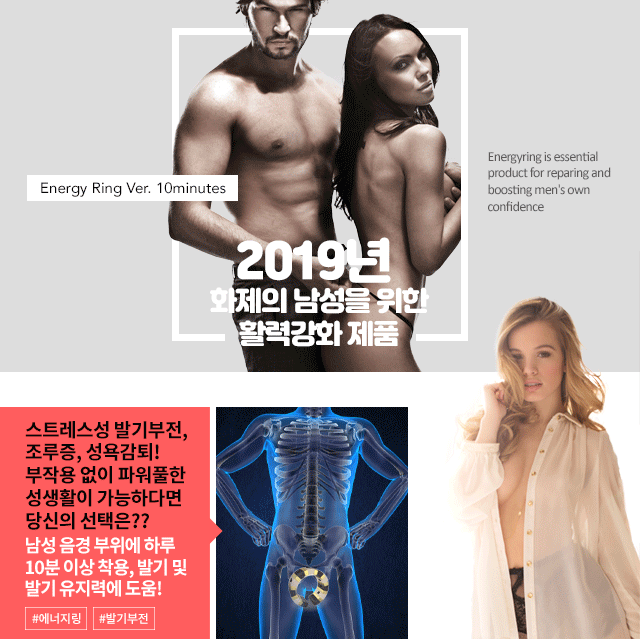 Energy Ring Ver. 10minutes
Energyring is essential
product for reparing and
boosting men's own
confidence
2019년
화제의 남성을 위한
활력강화 제품
스트레스성 발기부전,
조루증, 성욕감퇴!
부작용 없이 파워풀한
성생활이 가능하다면
당신의 선택은??
남성 음경 부위에 하루
10분 이상 착용, 발기 및
발기 유지력에 도움!
#에너지링 #발기부전